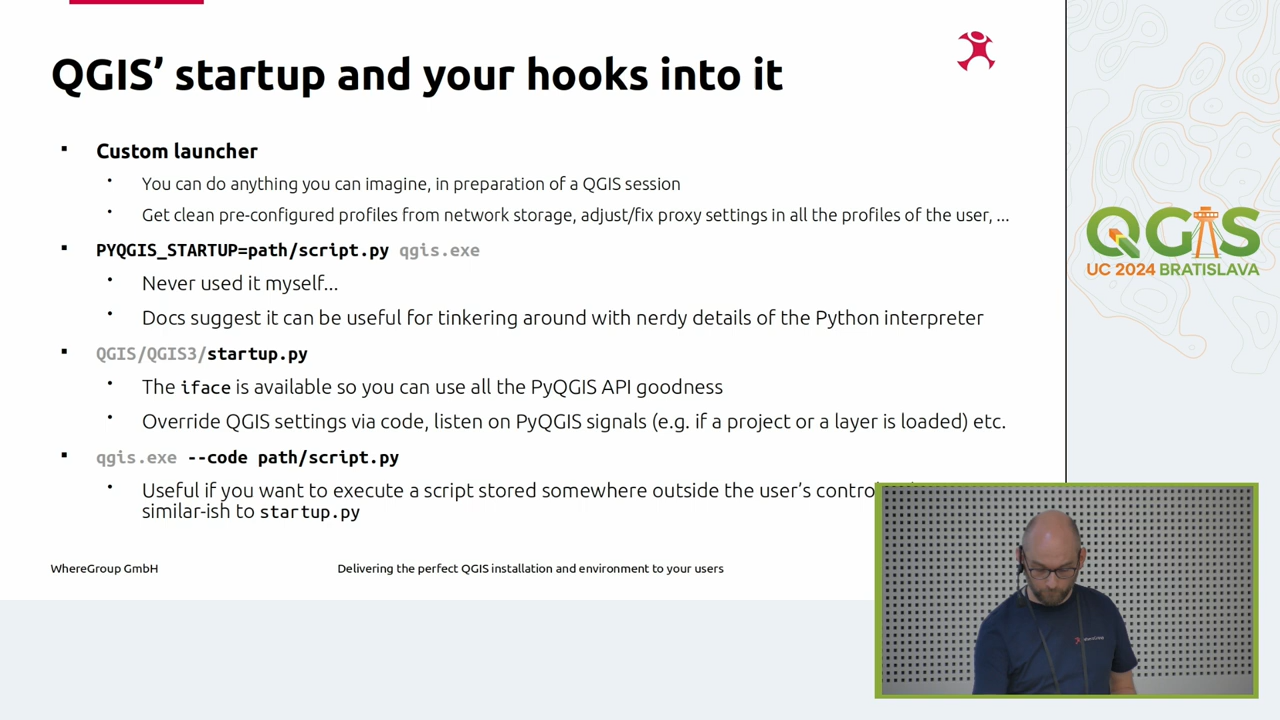 QGIS' startup and your hooks into it
▪ Custom launcher
• You can do anything you can imagine, in preparation of a QGIS session
• Get clean pre-configured profiles from network storage, adjust/fix proxy settings in all the profiles of the user, ...
▪ PYQGIS_STARTUP=path/script.py qgis.exe
• Never used it myself...
• Docs suggest it can be useful for tinkering around with nerdy details of the Python interpreter
▪ QGIS/QGIS3/startup.py
• The iface is available so you can use all the PyQGIS API goodness
• Override QGIS settings via code, listen on PyQGIS signals (e.g. if a project or a layer is loaded) etc.
▪ qgis.exe --code path/script.py
• Useful if you want to execute a script stored somewhere outside the user's control
similar-ish to startup.py
WhereGroup GmbH
Delivering the perfect QGIS installation and environment to your users
QGIS
UC 2024 BRATISLAVA
WhereGroup